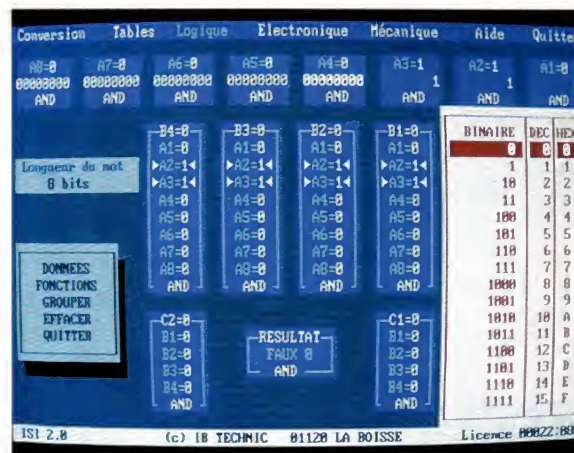 Conversion Tables Logique Electronique Mécanique Aide Quitte
A8=0 A7=0 A6=0 A5=0 A4=0 A3=1 A2=1 A1=0
00000000 00000000 00000000 00000000 00000000 1 1
AND AND AND AND AND AND AND AND
Longueur du mot
8 bits
DONNEES
FONCTIONS
GROUPER
EFFACER
QUITTER
B4=0 B3=0 B2=0 B1=0
A1=0 A1=0 A1=0 A1=0
►A2=1◄ ►A2=1◄ ►A2=1◄ ►A2=1◄
►A3=1◄ ►A3=1◄ ►A3=1◄ ►A3=1◄
A4=0 A4=0 A4=0 A4=0
A5=0 A5=0 A5=0 A5=0
A6=0 A6=0 A6=0 A6=0
A7=0 A7=0 A7=0 A7=0
A8=0 A8=0 A8=0 A8=0
AND AND AND AND
C2=0
B1=0
B2=0
B3=0
B4=0
AND
RESULTAT
FAUX 0
AND
C1=0
B1=0
B2=0
B3=0
B4=0
AND
BINAIRE DEC HEX
0 0 0
1 1 1
10 2 2
11 3 3
100 4 4
101 5 5
110 6 6
111 7 7
1000 8 8
1001 9 9
1010 10 A
1011 11 B
1100 12 C
1101 13 D
1110 14 E
1111 15 F
ISI 2.0 (c) IB TECHNIC 01120 LA BOISSE Licence